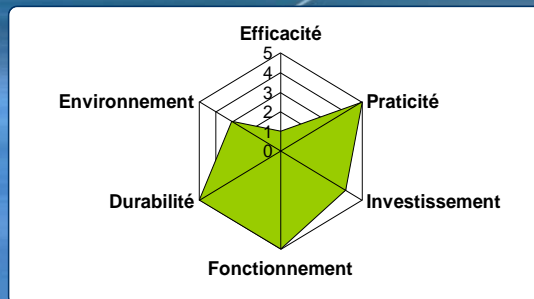 Efficacité
5
4
3
2
1
0
Environnement
Praticité
Durabilité
Investissement
Fonctionnement